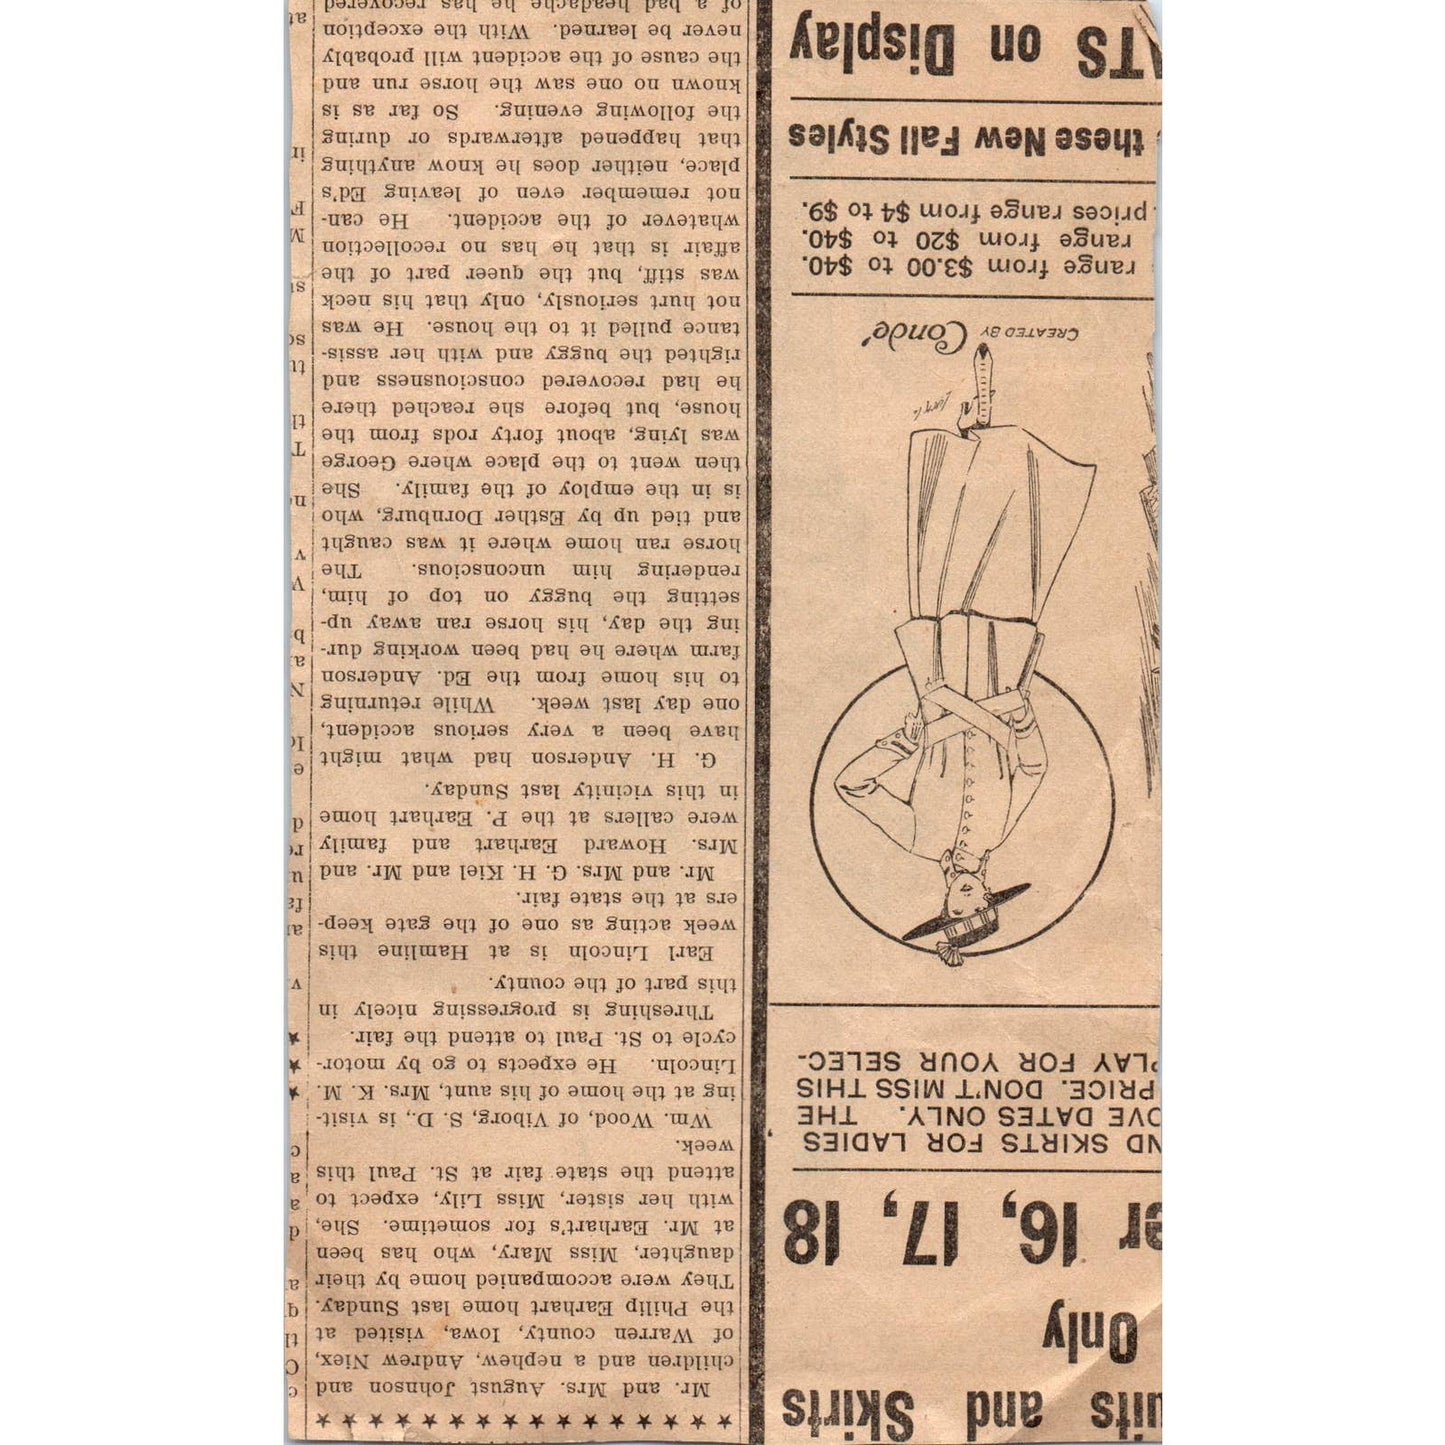 uits and Skirts
Only
er 16, 17, 18
ND SKIRTS FOR LADIES
OVE DATES ONLY. THE
PRICE. DON'T MISS THIS
PLAY FOR YOUR SELEC-
CREATED BY Condé
range from $3.00 to $40.
range from $20 to $40.
prices range from $4 to $9.
these New Fall Styles
ATS on Display
Mr. and Mrs. August Johnson and
children and a nephew, Andrew Niex,
of Warren county, Iowa, visited at
the Philip Earhart home last Sunday.
They were accompanied home by their
daughter, Miss Mary, who has been
at Mr. Earhart's for sometime. She,
with her sister, Miss Lily, expect to
attend the state fair at St. Paul this
week.
Wm. Wood, of Viborg, S. D., is visit-
ing at the home of his aunt, Mrs. K. M.
Lincoln. He expects to go by motor-
cycle to St. Paul to attend the fair.
Threshing is progressing nicely in
this part of the county.
Earl Lincoln is at Hamline this
week acting as one of the gate keep-
ers at the state fair.
Mr. and Mrs. G. H. Kiel and Mr. and
Mrs. Howard Earhart and family
were callers at the P. Earhart home
in this vicinity last Sunday.
G. H. Anderson had what might
have been a very serious accident,
one day last week. While returning
to his home from the Ed. Anderson
farm where he had been working dur-
ing the day, his horse ran away up-
setting the buggy on top of him,
rendering him unconscious. The
horse ran home where it was caught
and tied up by Esther Dornburg, who
is in the employ of the family. She
then went to the place where George
was lying, about forty rods from the
house, but before she reached there
he had recovered consciousness and
righted the buggy and with her assis-
tance pulled it to the house. He was
not hurt seriously, only that his neck
was stiff, but the queer part of the
affair is that he has no recollection
whatever of the accident. He can-
not remember even of leaving Ed's
place, neither does he know anything
that happened afterwards or during
the following evening. So far as is
known no one saw the horse run and
the cause of the accident will probably
never be learned. With the exception
of a bad headache he has recovered